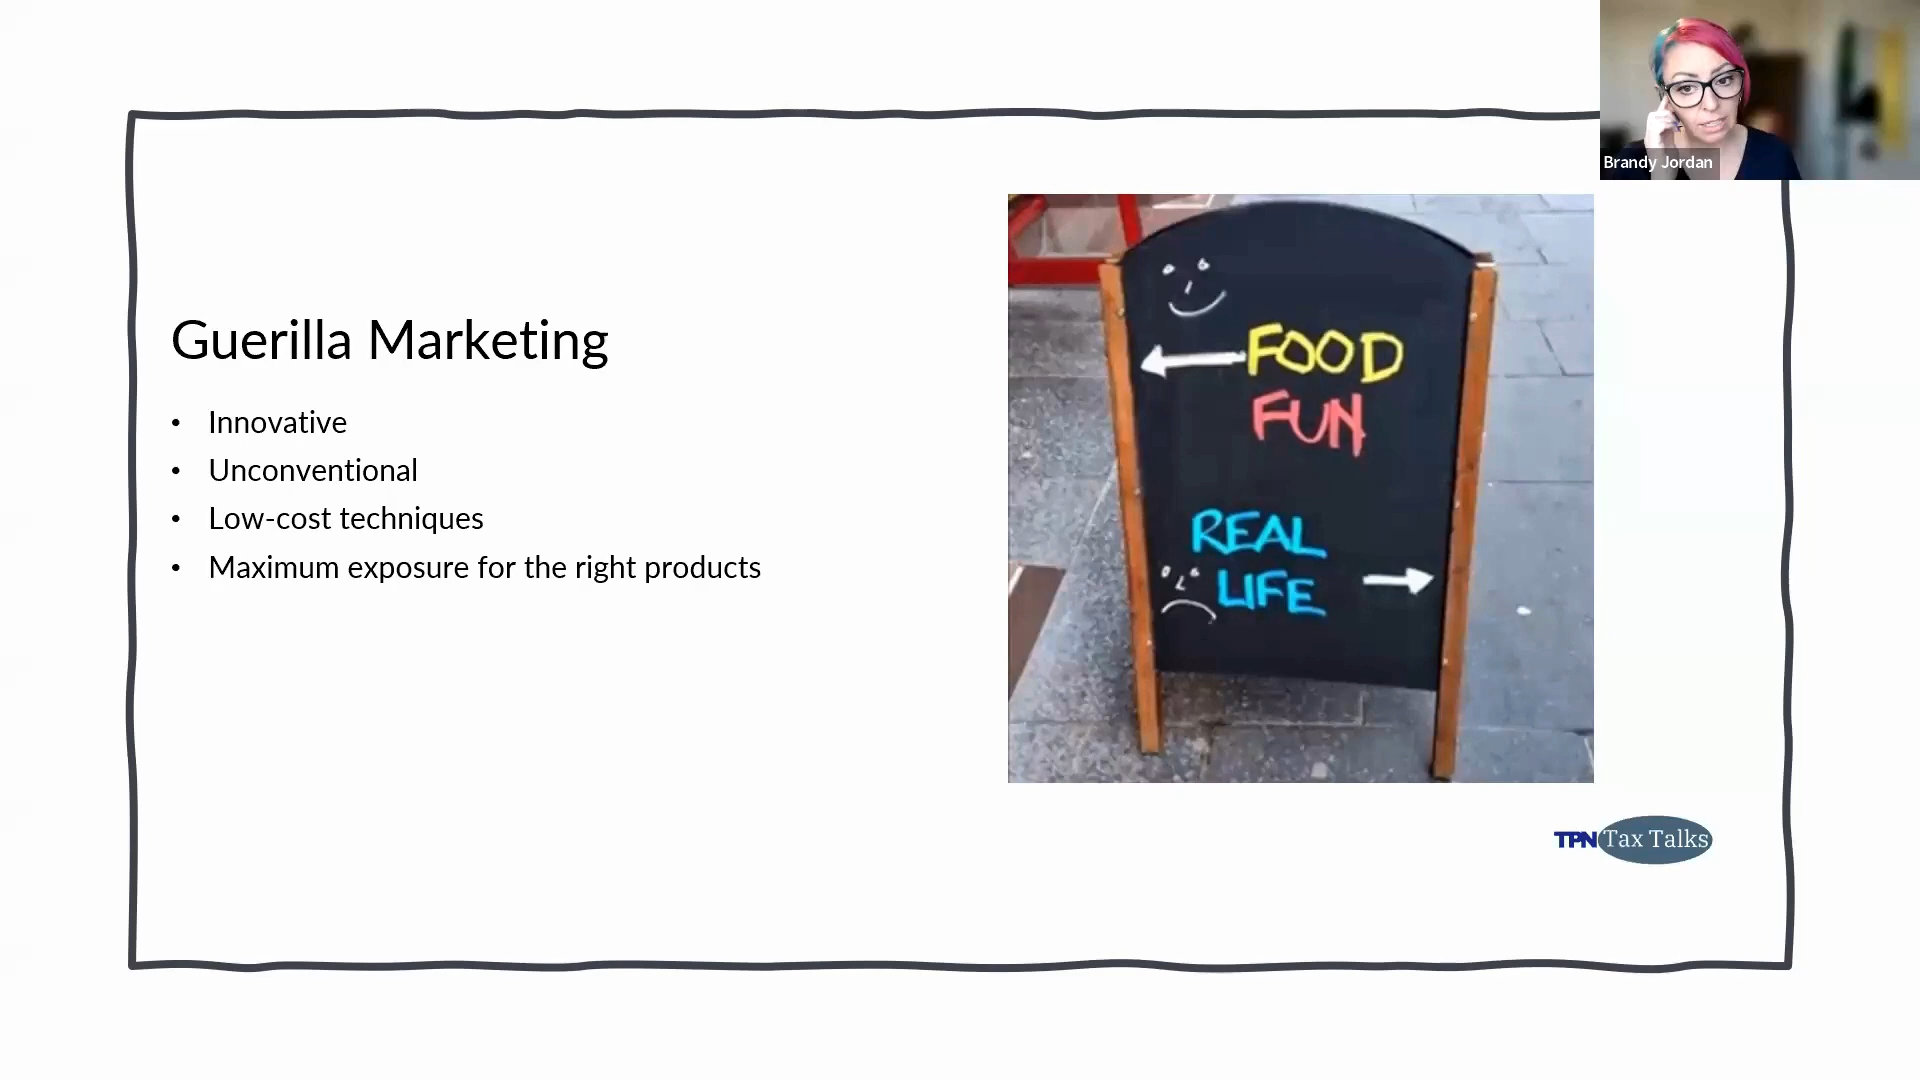 Brandy Jordan
Guerilla Marketing
• Innovative
• Unconventional
• Low-cost techniques
• Maximum exposure for the right products
FOOD
FUN
REAL
LIFE
TPN Tax Talks